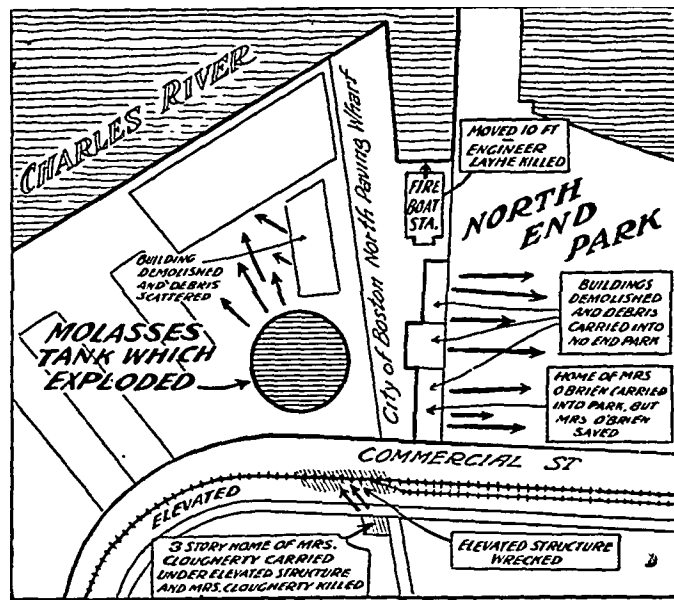 CHARLES RIVER
City of Boston North Paving Wharf
MOVED 10 FT –
ENGINEER
LAYHE KILLED
FIRE
BOAT
STA.
NORTH
END
PARK
BUILDING
DEMOLISHED
AND DEBRIS
SCATTERED
BUILDINGS
DEMOLISHED
AND DEBRIS
CARRIED INTO
NO END PARK
MOLASSES
TANK WHICH
EXPLODED
HOME OF MRS
O'BRIEN CARRIED
INTO PARK, BUT
MRS O'BRIEN
SAVED
COMMERCIAL ST
ELEVATED
3 STORY HOME OF MRS.
CLOUGHERTY CARRIED
UNDER ELEVATED STRUCTURE
AND MRS. CLOUGHERTY KILLED
ELEVATED STRUCTURE
WRECKED